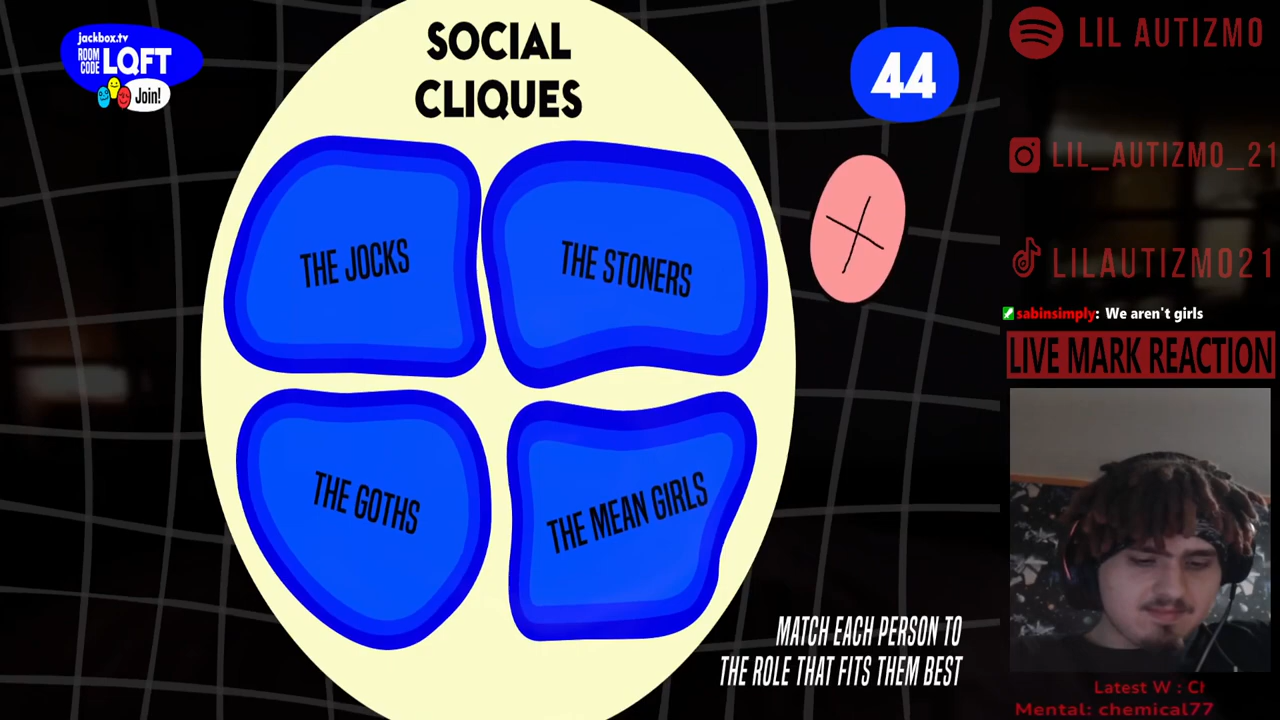 jackbox.tv
ROOM CODE LQFT
Join!
SOCIAL
CLIQUES
44
THE JOCKS
THE STONERS
THE GOTHS
THE MEAN GIRLS
MATCH EACH PERSON TO
THE ROLE THAT FITS THEM BEST
LIL AUTIZMO
LIL_AUTIZMO_21
LILAUTIZMO21
sabinsimply: We aren't girls
LIVE MARK REACTION
Latest W : Ch
Mental: chemical77